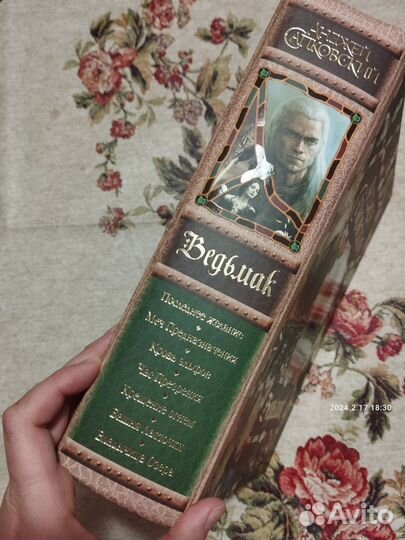 Анджей
Сапковский
Ведьмак
Последнее желание
Меч Предназначения
Кровь эльфов
Час Презрения
Крещение огнем
Башня Ласточки
Владычица Озера
2024.2.17 18:30
Avito